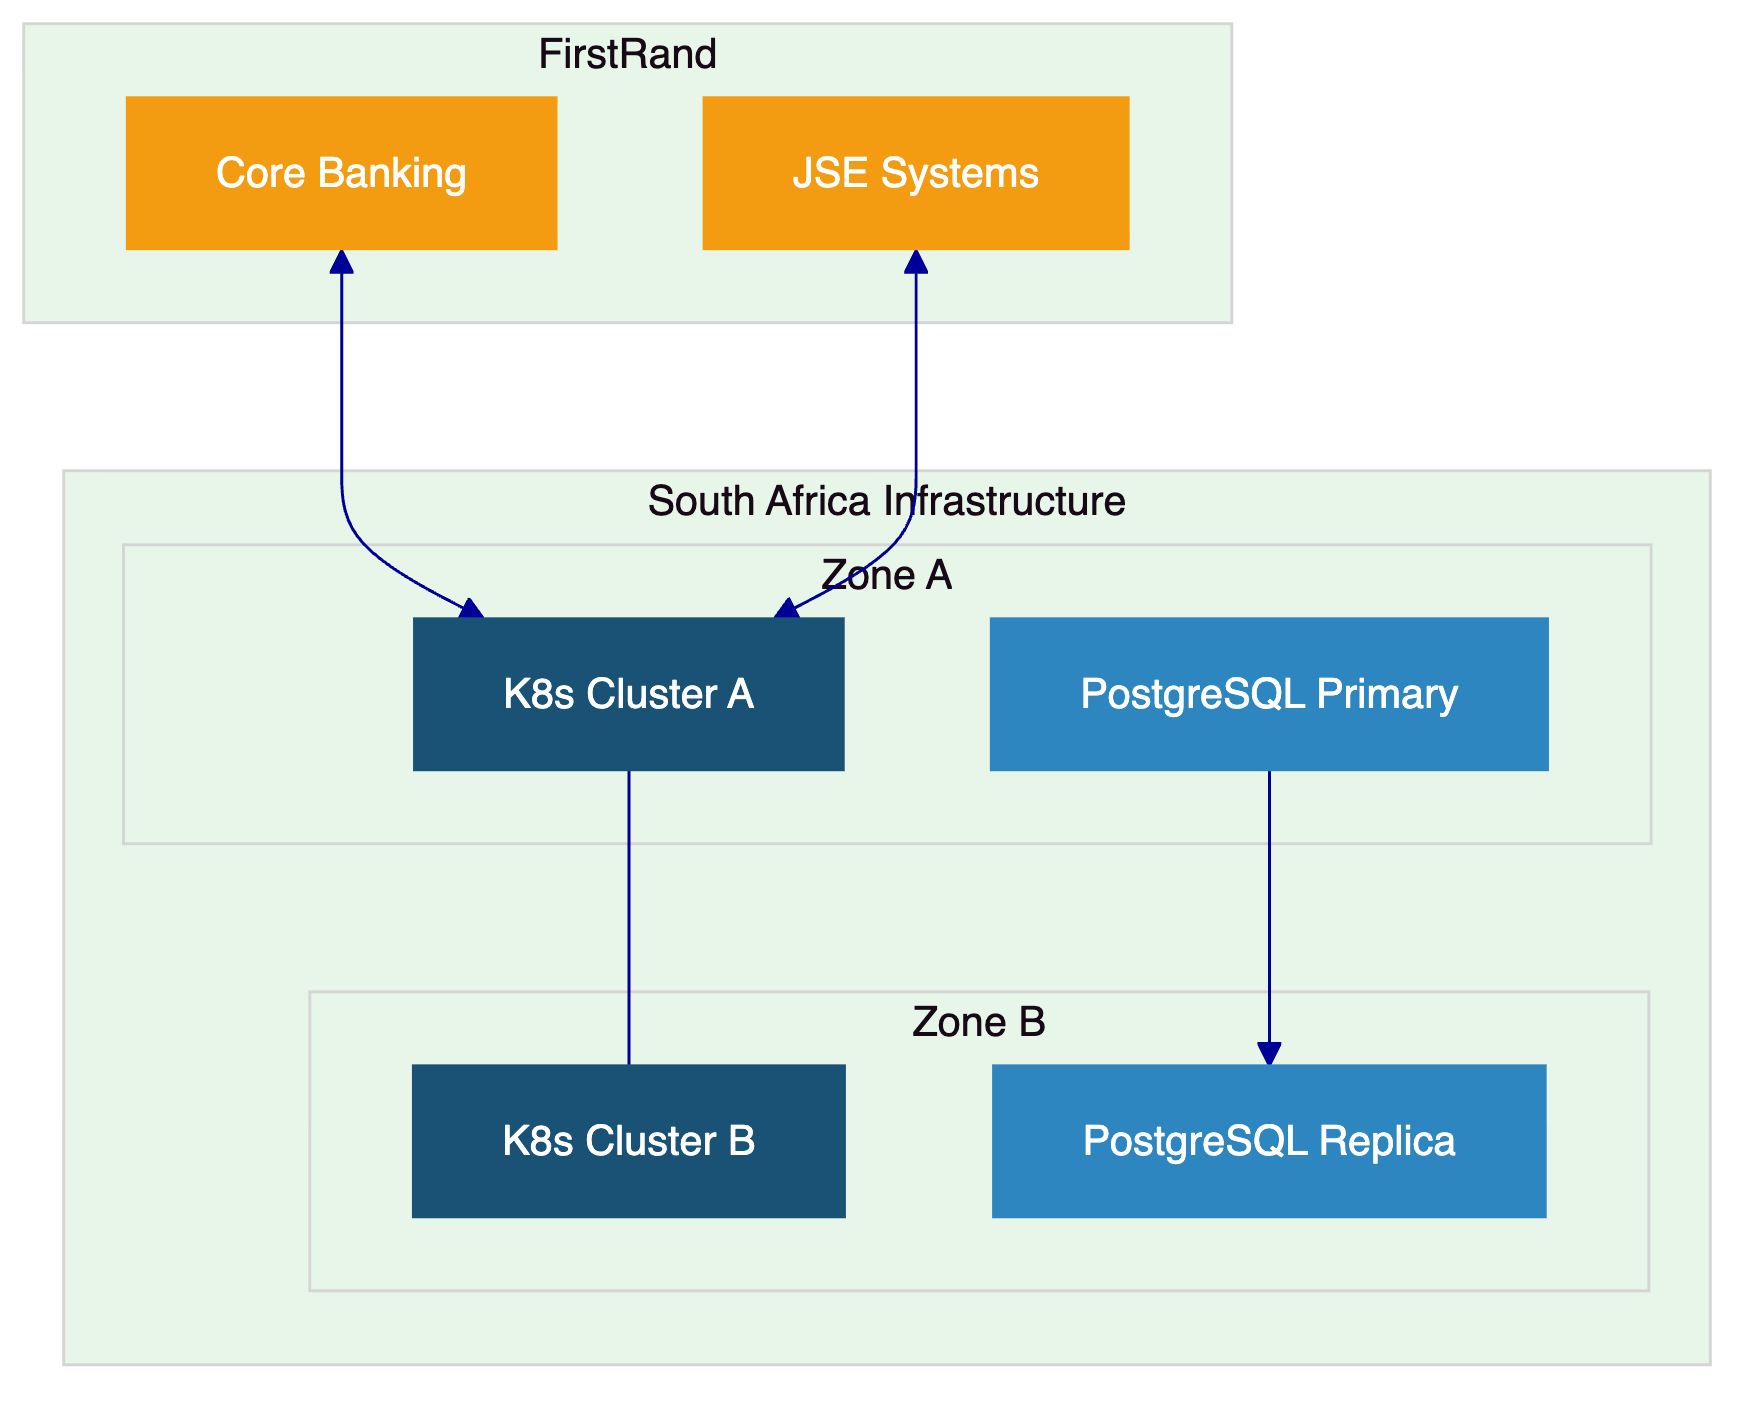 FirstRand
Core Banking
JSE Systems
South Africa Infrastructure
Zone A
K8s Cluster A
PostgreSQL Primary
Zone B
K8s Cluster B
PostgreSQL Replica